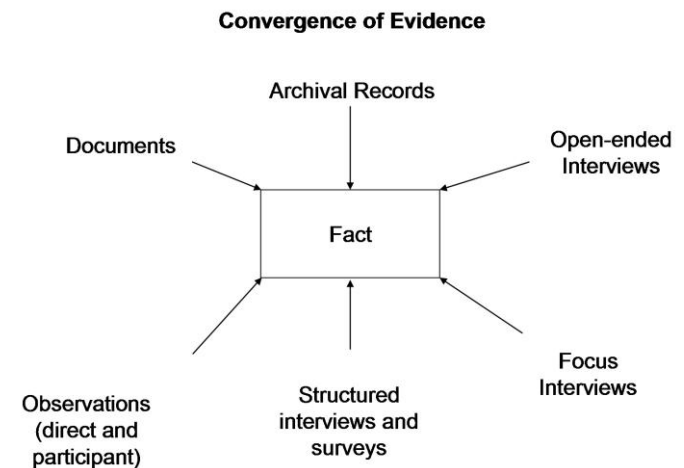 Convergence of Evidence
Archival Records
Documents
Open-ended
Interviews
Fact
Focus
Interviews
Structured
interviews and
surveys
Observations
(direct and
participant)